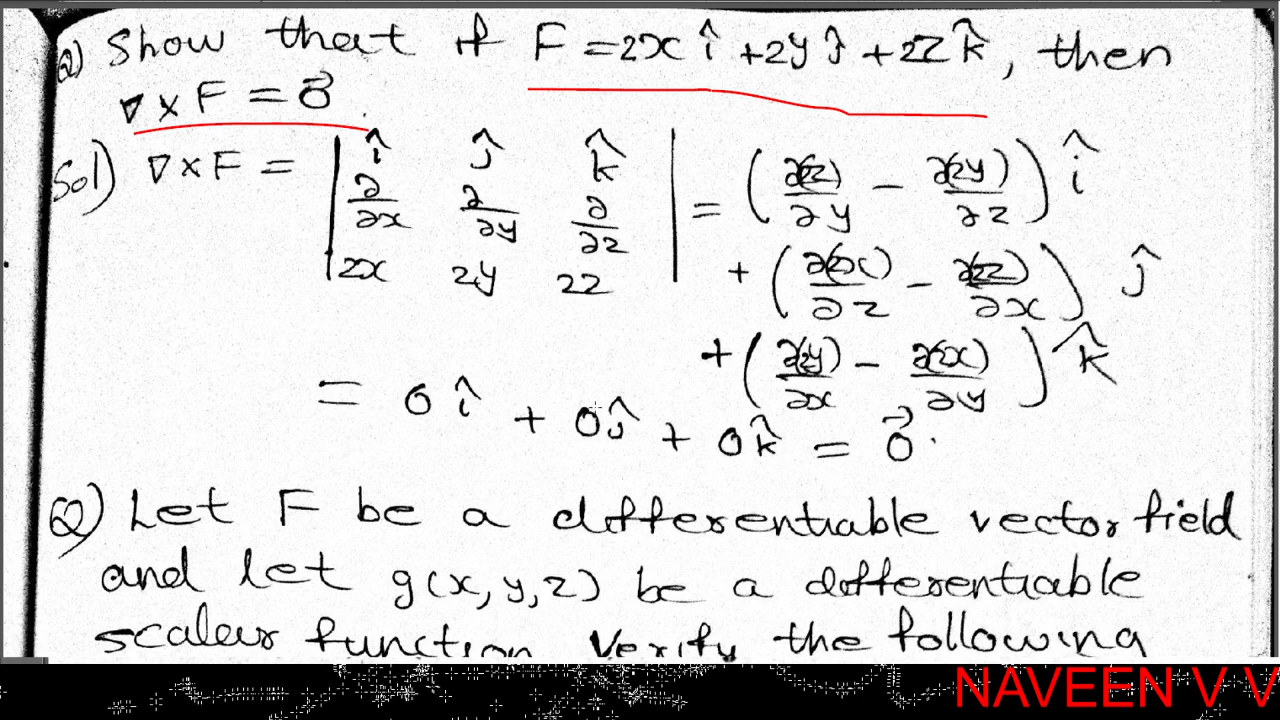 Q) Show that if F = 2x î + 2y ĵ + 2z k̂, then
∇ × F = 0⃗.
Sol) ∇ × F = | î ĵ k̂ | = (∂(2z)/∂y − ∂(2y)/∂z) î
| ∂/∂x ∂/∂y ∂/∂z |
| 2x 2y 2z | + (∂(2x)/∂z − ∂(2z)/∂x) ĵ
+ (∂(2y)/∂x − ∂(2x)/∂y) k̂
= 0 î + 0 ĵ + 0 k̂ = 0⃗.
Q) Let F be a differentiable vector field
and let g(x, y, z) be a differentiable
scalar function. Verify the following
NAVEEN V V